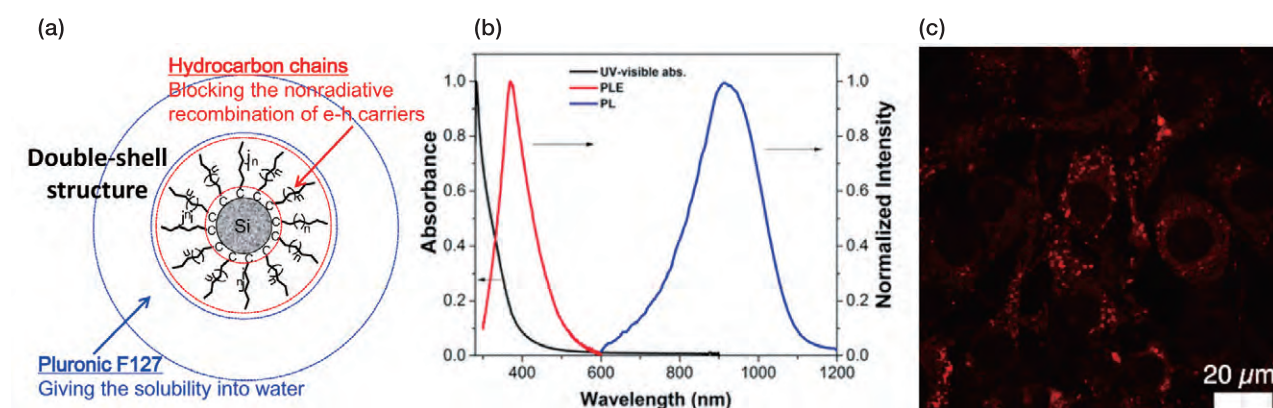 (a)
Hydrocarbon chains
Blocking the nonradiative
recombination of e-h carriers
Double-shell
structure
Si
C
C
C
C
C
C
C
C
C
C
C
C
Pluronic F127
Giving the solubility into water
(b)
UV-visible abs.
PLE
PL
Absorbance
1.0
0.8
0.6
0.4
0.2
0.0
Normalized Intensity
1.0
0.8
0.6
0.4
0.2
0.0
400
600
800
1000
1200
Wavelength (nm)
(c)
20 µm